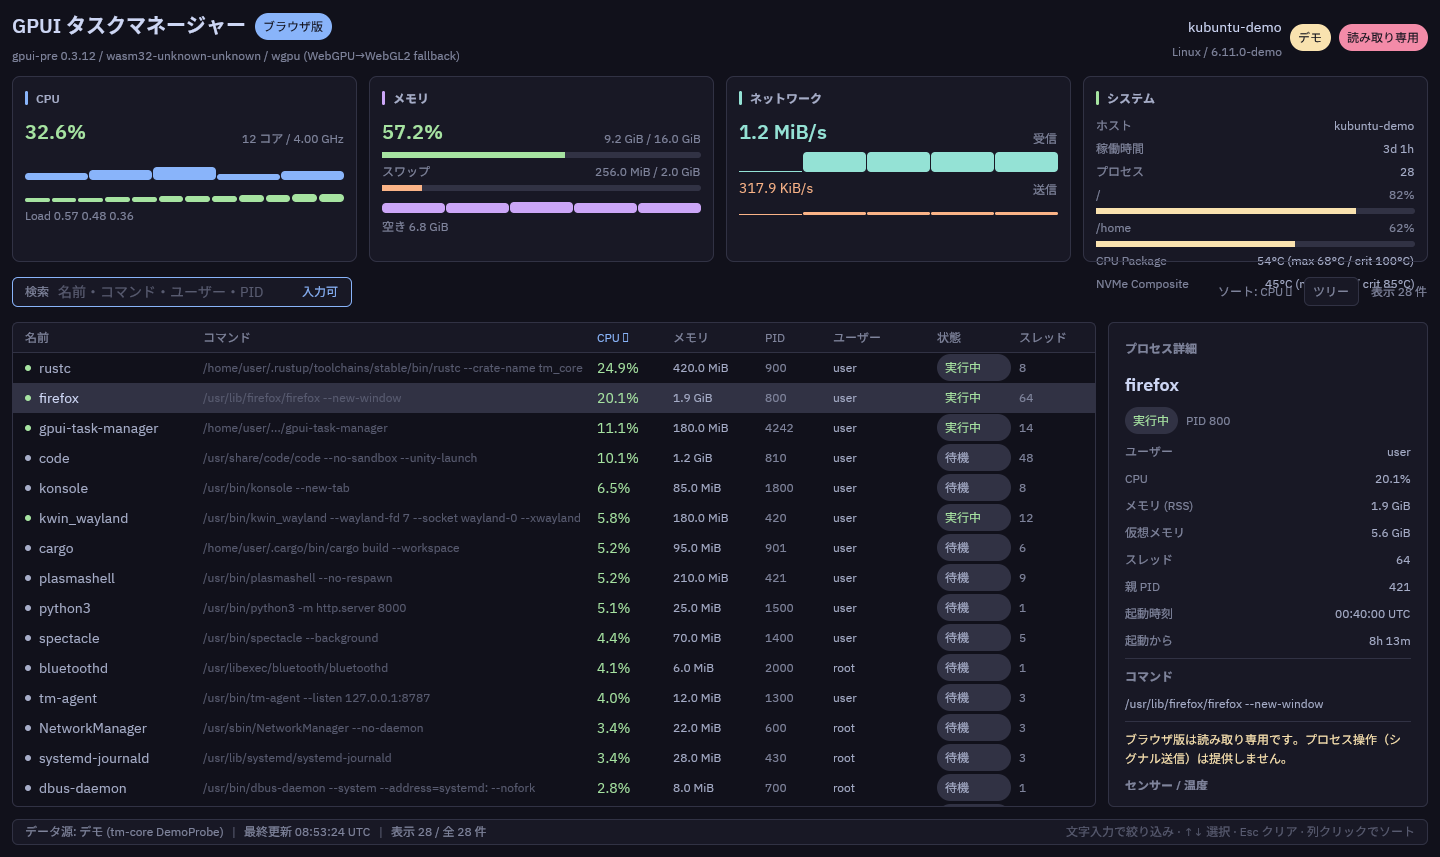 GPUI タスクマネージャー ブラウザ版
gpui-pre 0.3.12 / wasm32-unknown-unknown / wgpu (WebGPU→WebGL2 fallback)
kubuntu-demo
Linux / 6.11.0-demo
デモ 読み取り専用
CPU
32.6% 12 コア / 4.00 GHz
Load 0.57 0.48 0.36
メモリ
57.2% 9.2 GiB / 16.0 GiB
スワップ 256.0 MiB / 2.0 GiB
空き 6.8 GiB
ネットワーク
1.2 MiB/s 受信
317.9 KiB/s 送信
システム
ホスト kubuntu-demo
稼働時間 3d 1h
プロセス 28
/ 82%
/home 62%
CPU Package 54°C (max 68°C / crit 100°C)
NVMe Composite 45°C crit 85°C)
検索 名前・コマンド・ユーザー・PID 入力可
ソート: CPU ツリー 表示 28 件
名前 コマンド CPU メモリ PID ユーザー 状態 スレッド
rustc /home/user/.rustup/toolchains/stable/bin/rustc --crate-name tm_core 24.9% 420.0 MiB 900 user 実行中 8
firefox /usr/lib/firefox/firefox --new-window 20.1% 1.9 GiB 800 user 実行中 64
gpui-task-manager /home/user/.../gpui-task-manager 11.1% 180.0 MiB 4242 user 実行中 14
code /usr/share/code/code --no-sandbox --unity-launch 10.1% 1.2 GiB 810 user 待機 48
konsole /usr/bin/konsole --new-tab 6.5% 85.0 MiB 1800 user 待機 8
kwin_wayland /usr/bin/kwin_wayland --wayland-fd 7 --socket wayland-0 --xwayland 5.8% 180.0 MiB 420 user 実行中 12
cargo /home/user/.cargo/bin/cargo build --workspace 5.2% 95.0 MiB 901 user 待機 6
plasmashell /usr/bin/plasmashell --no-respawn 5.2% 210.0 MiB 421 user 待機 9
python3 /usr/bin/python3 -m http.server 8000 5.1% 25.0 MiB 1500 user 待機 1
spectacle /usr/bin/spectacle --background 4.4% 70.0 MiB 1400 user 待機 5
bluetoothd /usr/libexec/bluetooth/bluetoothd 4.1% 6.0 MiB 2000 root 待機 1
tm-agent /usr/bin/tm-agent --listen 127.0.0.1:8787 4.0% 12.0 MiB 1300 user 待機 3
NetworkManager /usr/sbin/NetworkManager --no-daemon 3.4% 22.0 MiB 600 root 待機 3
systemd-journald /usr/lib/systemd/systemd-journald 3.4% 28.0 MiB 430 root 待機 3
dbus-daemon /usr/bin/dbus-daemon --system --address=systemd: --nofork 2.8% 8.0 MiB 700 root 待機 1
プロセス詳細
firefox
実行中 PID 800
ユーザー user
CPU 20.1%
メモリ (RSS) 1.9 GiB
仮想メモリ 5.6 GiB
スレッド 64
親 PID 421
起動時刻 00:40:00 UTC
起動から 8h 13m
コマンド
/usr/lib/firefox/firefox --new-window
ブラウザ版は読み取り専用です。プロセス操作（シ
グナル送信）は提供しません。
センサー / 温度
データ源: デモ (tm-core DemoProbe) | 最終更新 08:53:24 UTC | 表示 28 / 全 28 件
文字入力で絞り込み · ↑↓ 選択 · Esc クリア · 列クリックでソート